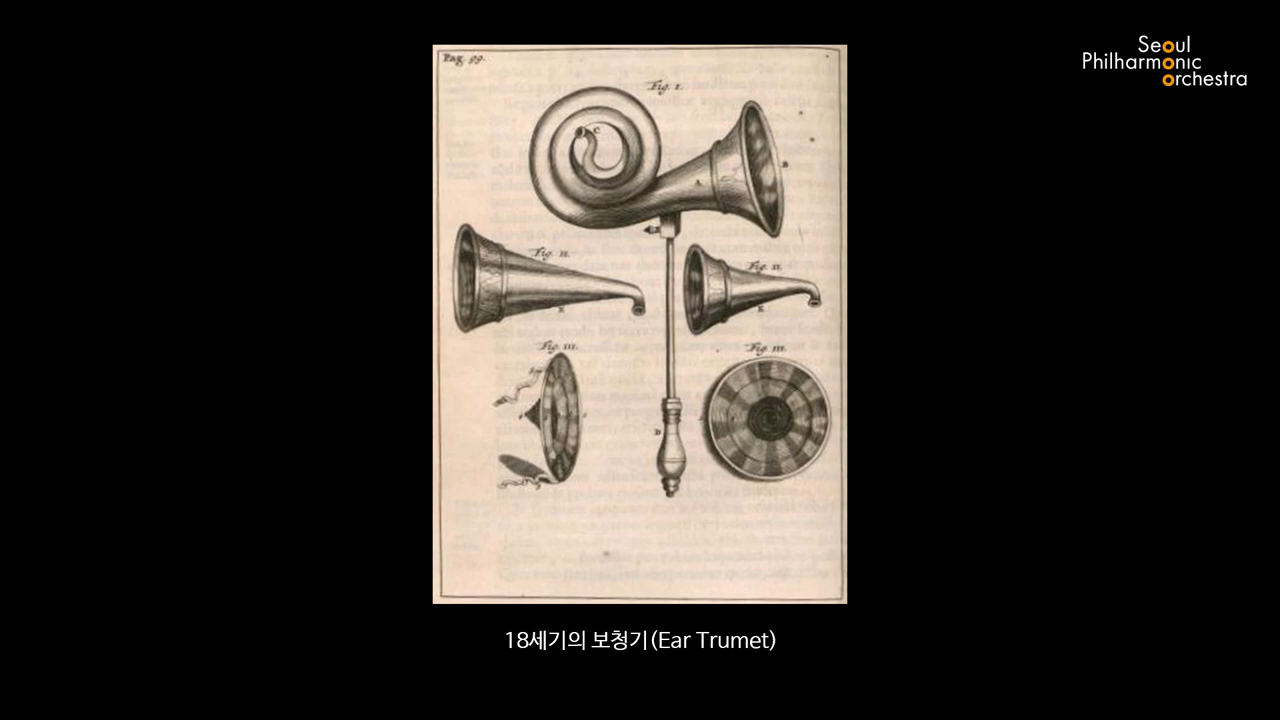 Seoul
Philharmonic
orchestra
Pag. 99.
Fig. I.
C
B
A
Fig. II.
Fig. II.
E
E
Fig. III.
Fig. III.
D
18세기의 보청기(Ear Trumet)